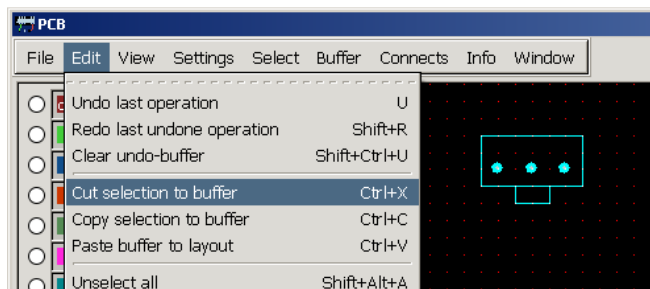 PCB
File Edit View Settings Select Buffer Connects Info Window
Undo last operation U
Redo last undone operation Shift+R
Clear undo-buffer Shift+Ctrl+U
Cut selection to buffer Ctrl+X
Copy selection to buffer Ctrl+C
Paste buffer to layout Ctrl+V
Unselect all Shift+Alt+A